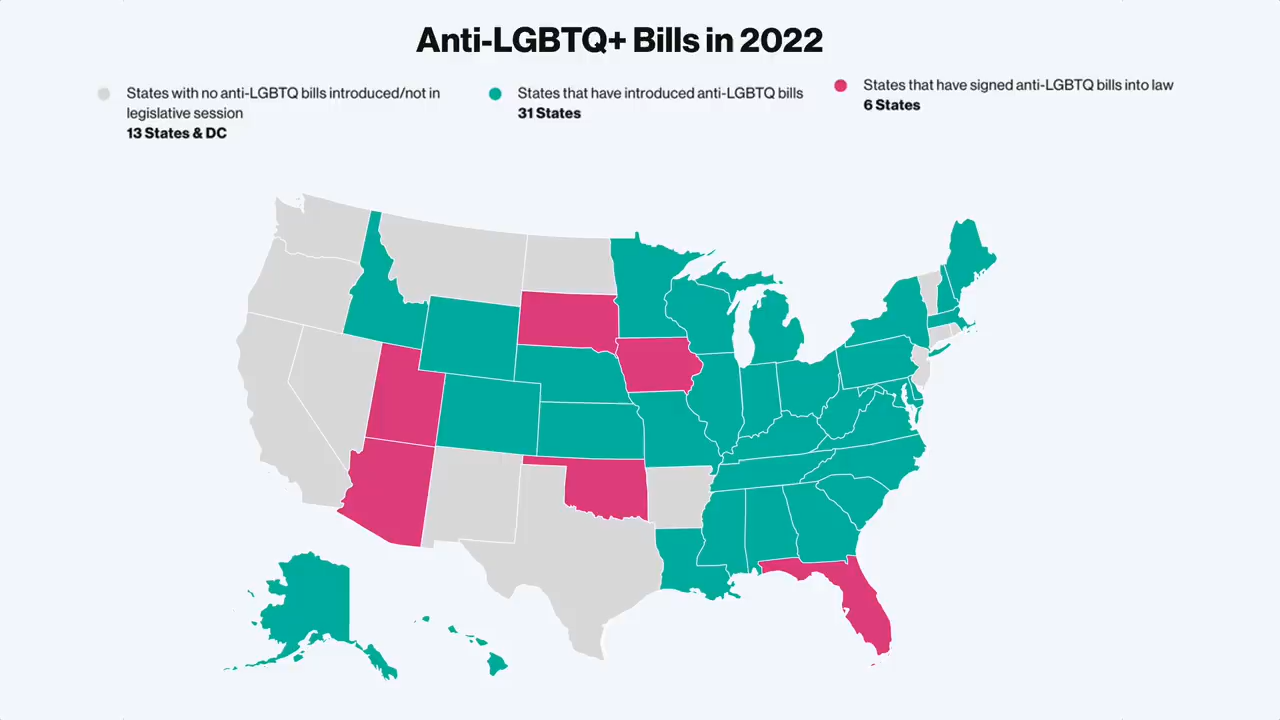 Anti-LGBTQ+ Bills in 2022
States with no anti-LGBTQ bills introduced/not in
legislative session
13 States & DC
States that have introduced anti-LGBTQ bills
31 States
States that have signed anti-LGBTQ bills into law
6 States